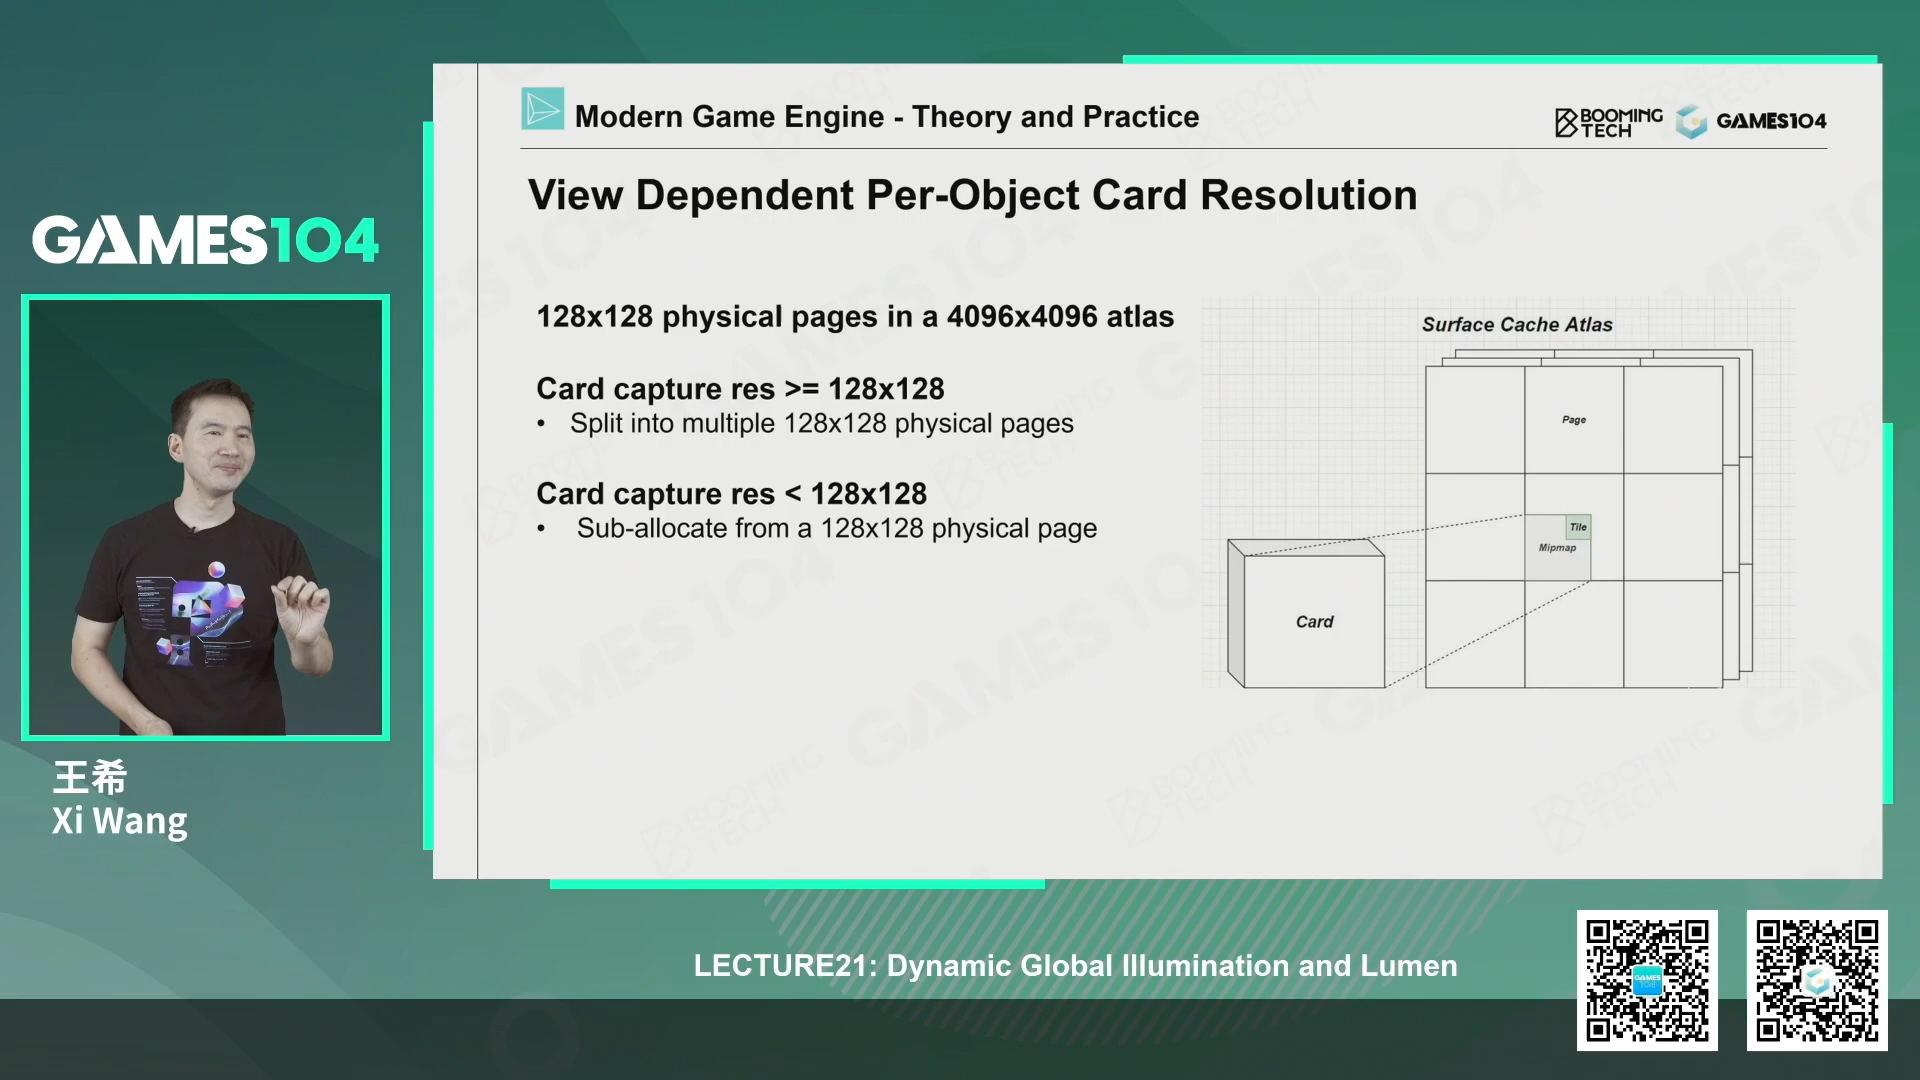 Modern Game Engine - Theory and Practice
BOOMING
TECH
GAMES104
View Dependent Per-Object Card Resolution
GAMES104
128x128 physical pages in a 4096x4096 atlas
Card capture res >= 128x128
• Split into multiple 128x128 physical pages
Card capture res < 128x128
• Sub-allocate from a 128x128 physical page
Surface Cache Atlas
Page
Tile
Mipmap
Card
王希
Xi Wang
LECTURE21: Dynamic Global Illumination and Lumen